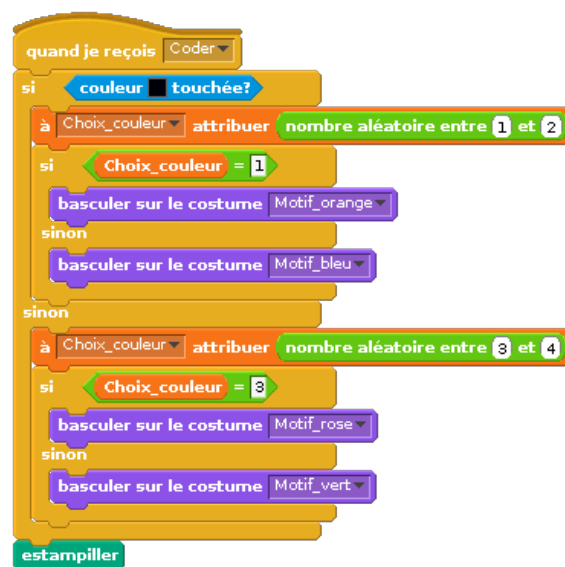 quand je reçois Coder
si couleur touchée?
à Choix_couleur attribuer nombre aléatoire entre 1 et 2
si Choix_couleur = 1
basculer sur le costume Motif_orange
sinon
basculer sur le costume Motif_bleu
sinon
à Choix_couleur attribuer nombre aléatoire entre 3 et 4
si Choix_couleur = 3
basculer sur le costume Motif_rose
sinon
basculer sur le costume Motif_vert
estampiller